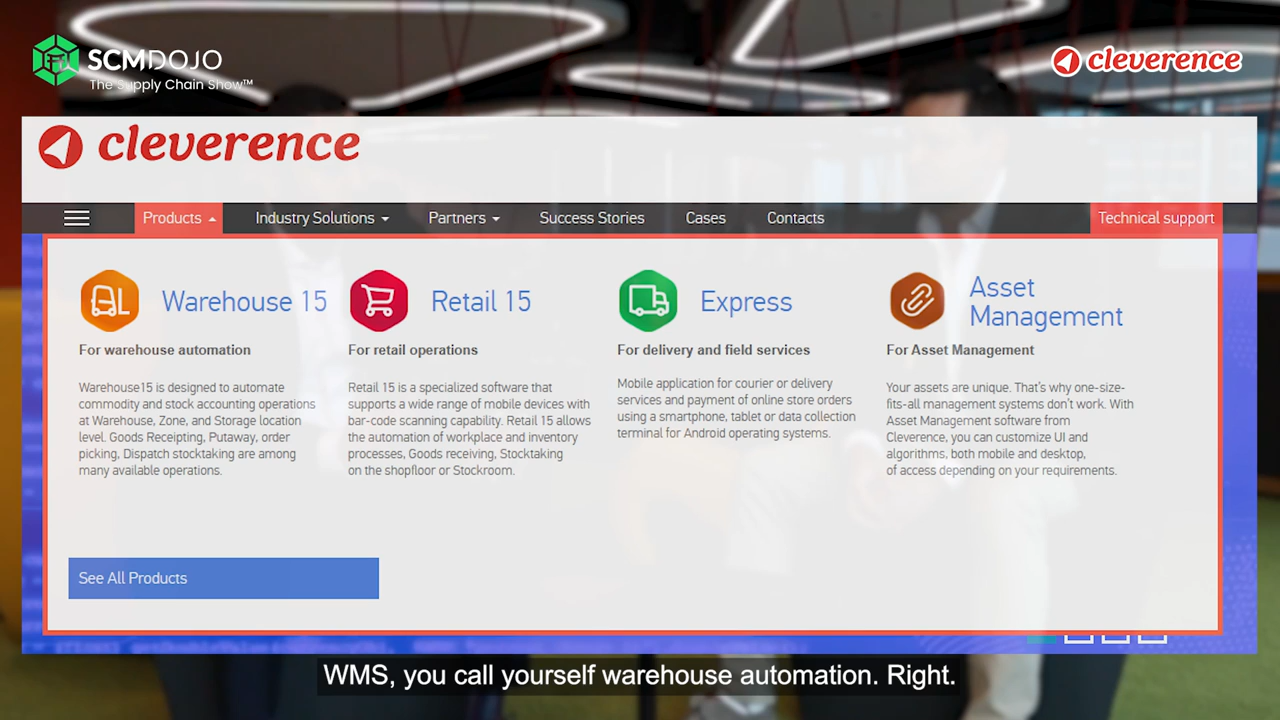 SCMDOJO
The Supply Chain Show™
cleverence
cleverence
Products
Industry Solutions
Partners
Success Stories
Cases
Contacts
Technical support
Warehouse 15
For warehouse automation
Warehouse15 is designed to automate
commodity and stock accounting operations
at Warehouse, Zone, and Storage location
level. Goods Receipting, Putaway, order
picking, Dispatch stocktaking are among
many available operations.
Retail 15
For retail operations
Retail 15 is a specialized software that
supports a wide range of mobile devices with
bar-code scanning capability. Retail 15 allows
the automation of workplace and inventory
processes, Goods receiving, Stocktaking
on the shopfloor or Stockroom.
Express
For delivery and field services
Mobile application for courier or delivery
services and payment of online store orders
using a smartphone, tablet or data collection
terminal for Android operating systems.
Asset
Management
For Asset Management
Your assets are unique. That's why one-size-
fits-all management systems don't work. With
Asset Management software from
Cleverence, you can customize UI and
algorithms, both mobile and desktop,
of access depending on your requirements.
See All Products
WMS, you call yourself warehouse automation. Right.